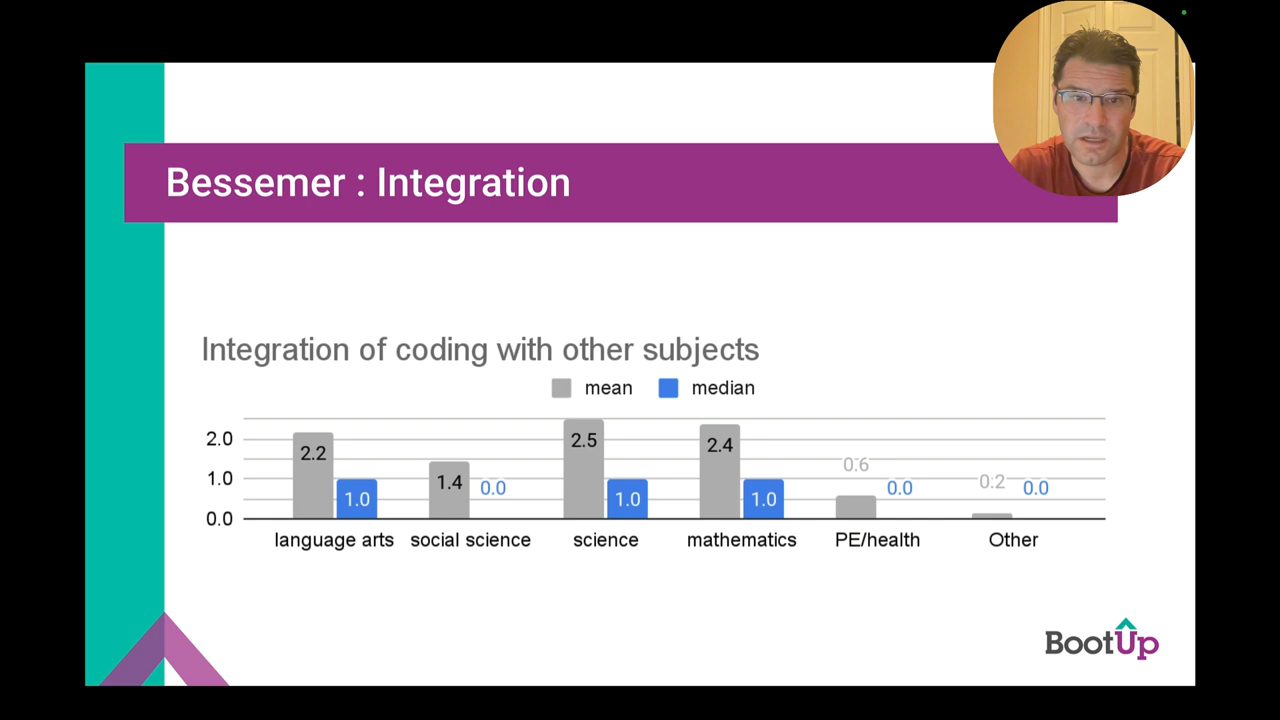 Bessemer : Integration
Integration of coding with other subjects
mean median
2.0
1.0
0.0
2.2 1.0 1.4 0.0 2.5 1.0 2.4 1.0 0.6 0.0 0.2 0.0
language arts social science science mathematics PE/health Other
BootUp